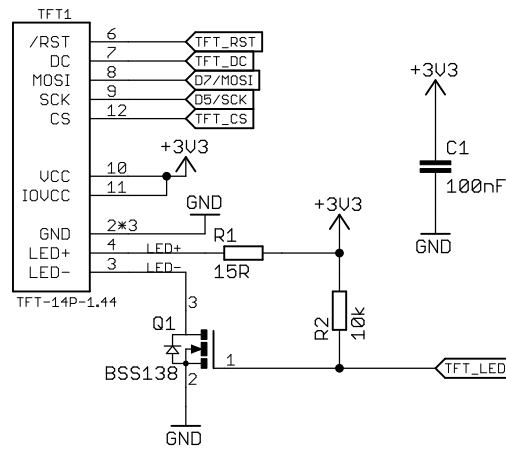 TFT1
/RST 6 TFT_RST
DC 7 TFT_DC
MOSI 8 D7/MOSI
SCK 9 D5/SCK
CS 12 TFT_CS
+3V3
C1
100nF
GND
+3V3
VCC 10
IOVCC 11
GND
GND 2*3
LED+ 4 LED+
LED- 3 LED-
R1
15R
+3V3
TFT-14P-1.44
R2
10k
3
Q1
BSS138
1
2
TFT_LED
GND